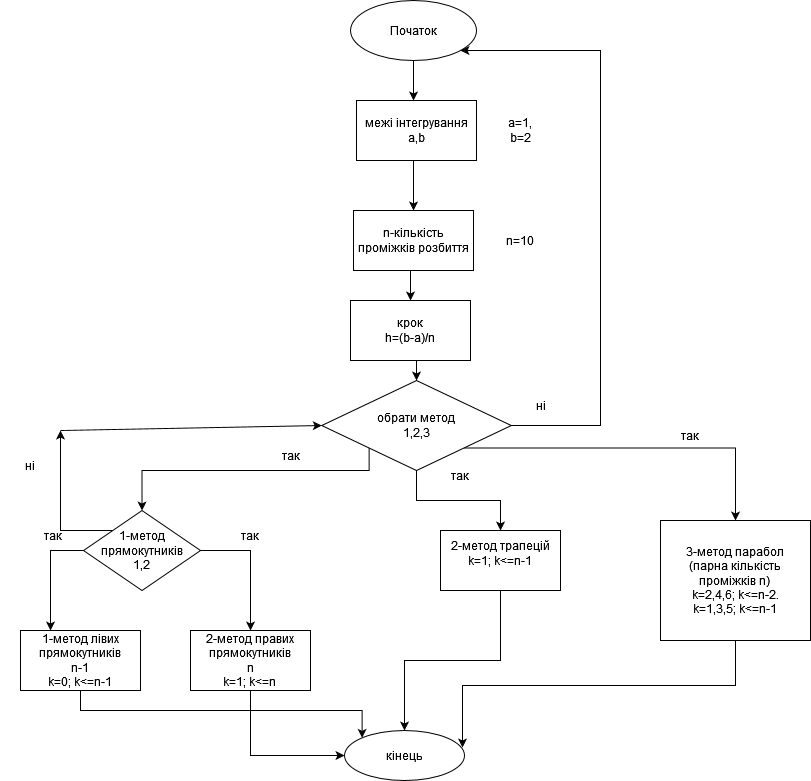 Початок
межі інтегрування
a,b
a=1,
b=2
n-кількість
проміжків розбиття
n=10
крок
h=(b-a)/n
обрати метод
1,2,3
ні
так
так
так
ні
1-метод
прямокутників
1,2
так
так
2-метод трапецій
k=1; k<=n-1
3-метод парабол
(парна кількість
проміжків n)
k=2,4,6; k<=n-2.
k=1,3,5; k<=n-1
1-метод лівих
прямокутників
n-1
k=0; k<=n-1
2-метод правих
прямокутників
n
k=1; k<=n
кінець